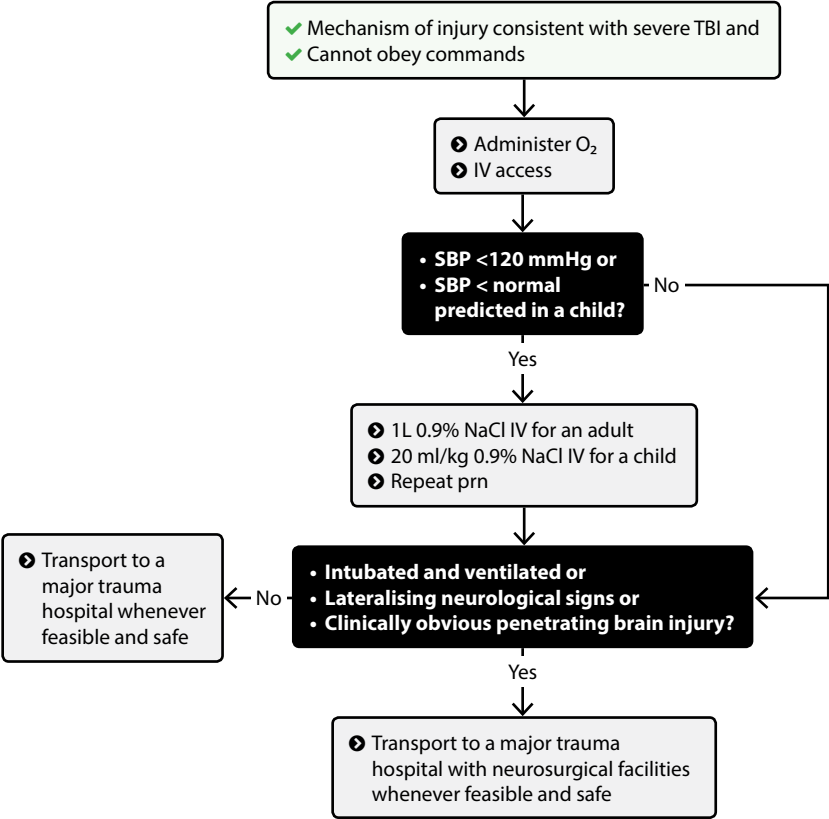 Mechanism of injury consistent with severe TBI and
Cannot obey commands
Administer O₂
IV access
• SBP <120 mmHg or
• SBP < normal
predicted in a child?
No
Yes
1L 0.9% NaCl IV for an adult
20 ml/kg 0.9% NaCl IV for a child
Repeat prn
Transport to a
major trauma
hospital whenever
feasible and safe
No
• Intubated and ventilated or
• Lateralising neurological signs or
• Clinically obvious penetrating brain injury?
Yes
Transport to a major trauma
hospital with neurosurgical facilities
whenever feasible and safe